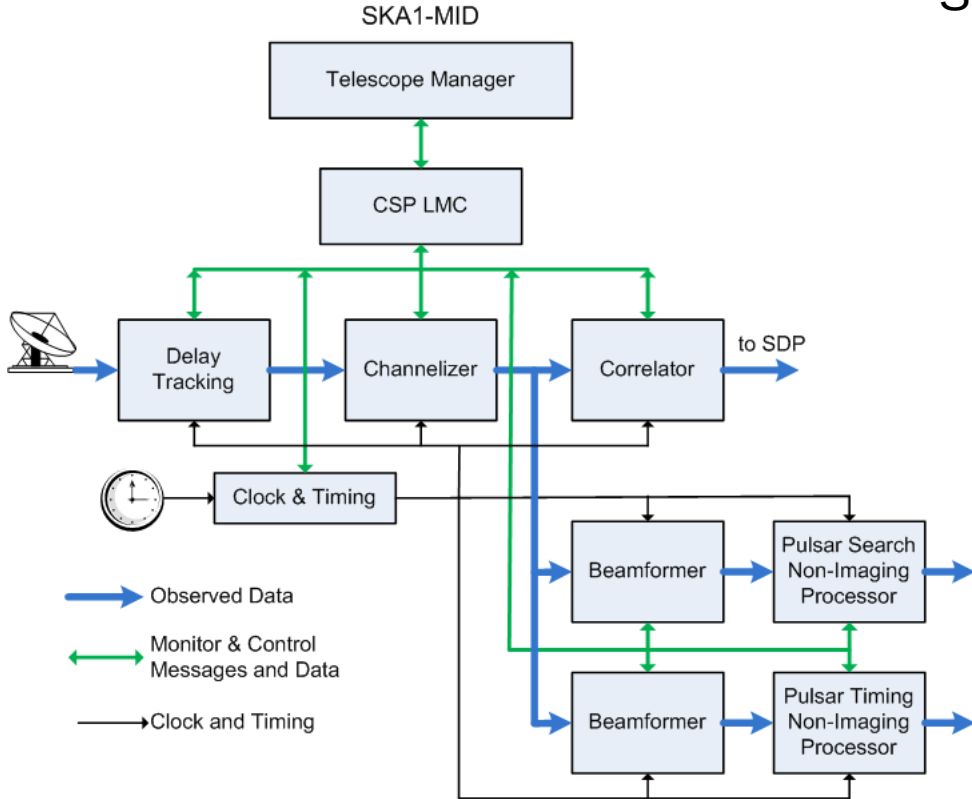 SKA1-MID
Telescope Manager
CSP LMC
Delay
Tracking
Channelizer
Correlator
to SDP
Clock & Timing
Beamformer
Pulsar Search
Non-Imaging
Processor
Observed Data
Monitor & Control
Messages and Data
Clock and Timing
Beamformer
Pulsar Timing
Non-Imaging
Processor